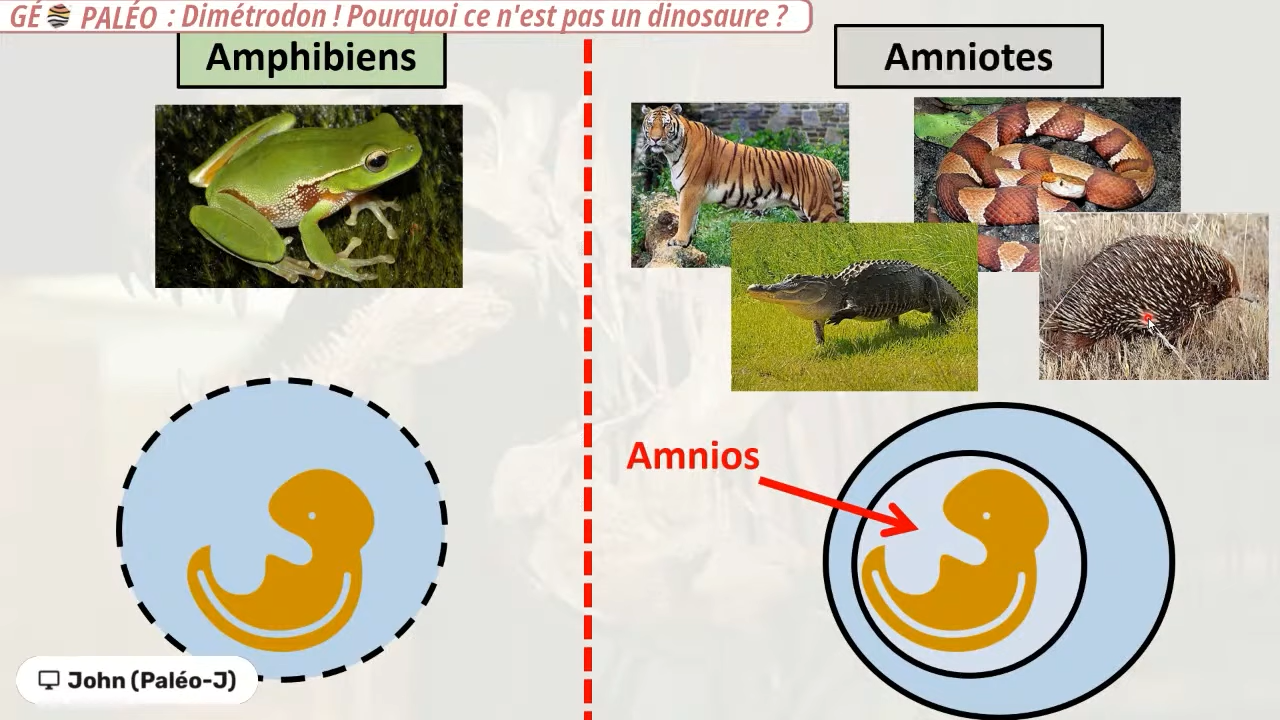 GÉ PALÉO : Dimétrodon ! Pourquoi ce n'est pas un dinosaure ?
Amphibiens
Amniotes
Amnios
John (Paléo-J)